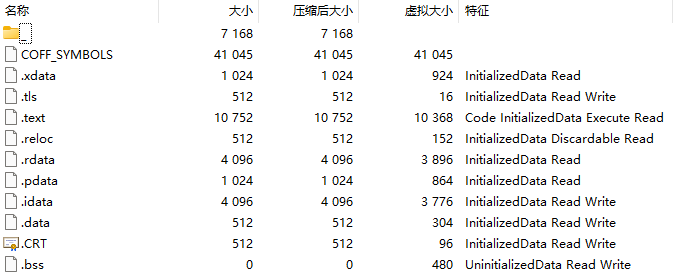 名称 大小 压缩后大小 虚拟大小 特征
_ 7 168 7 168
COFF_SYMBOLS 41 045 41 045 41 045
.xdata 1 024 1 024 924 InitializedData Read
.tls 512 512 16 InitializedData Read Write
.text 10 752 10 752 10 368 Code InitializedData Execute Read
.reloc 512 512 152 InitializedData Discardable Read
.rdata 4 096 4 096 3 896 InitializedData Read
.pdata 1 024 1 024 864 InitializedData Read
.idata 4 096 4 096 3 776 InitializedData Read Write
.data 512 512 304 InitializedData Read Write
.CRT 512 512 96 InitializedData Read Write
.bss 0 0 480 UninitializedData Read Write